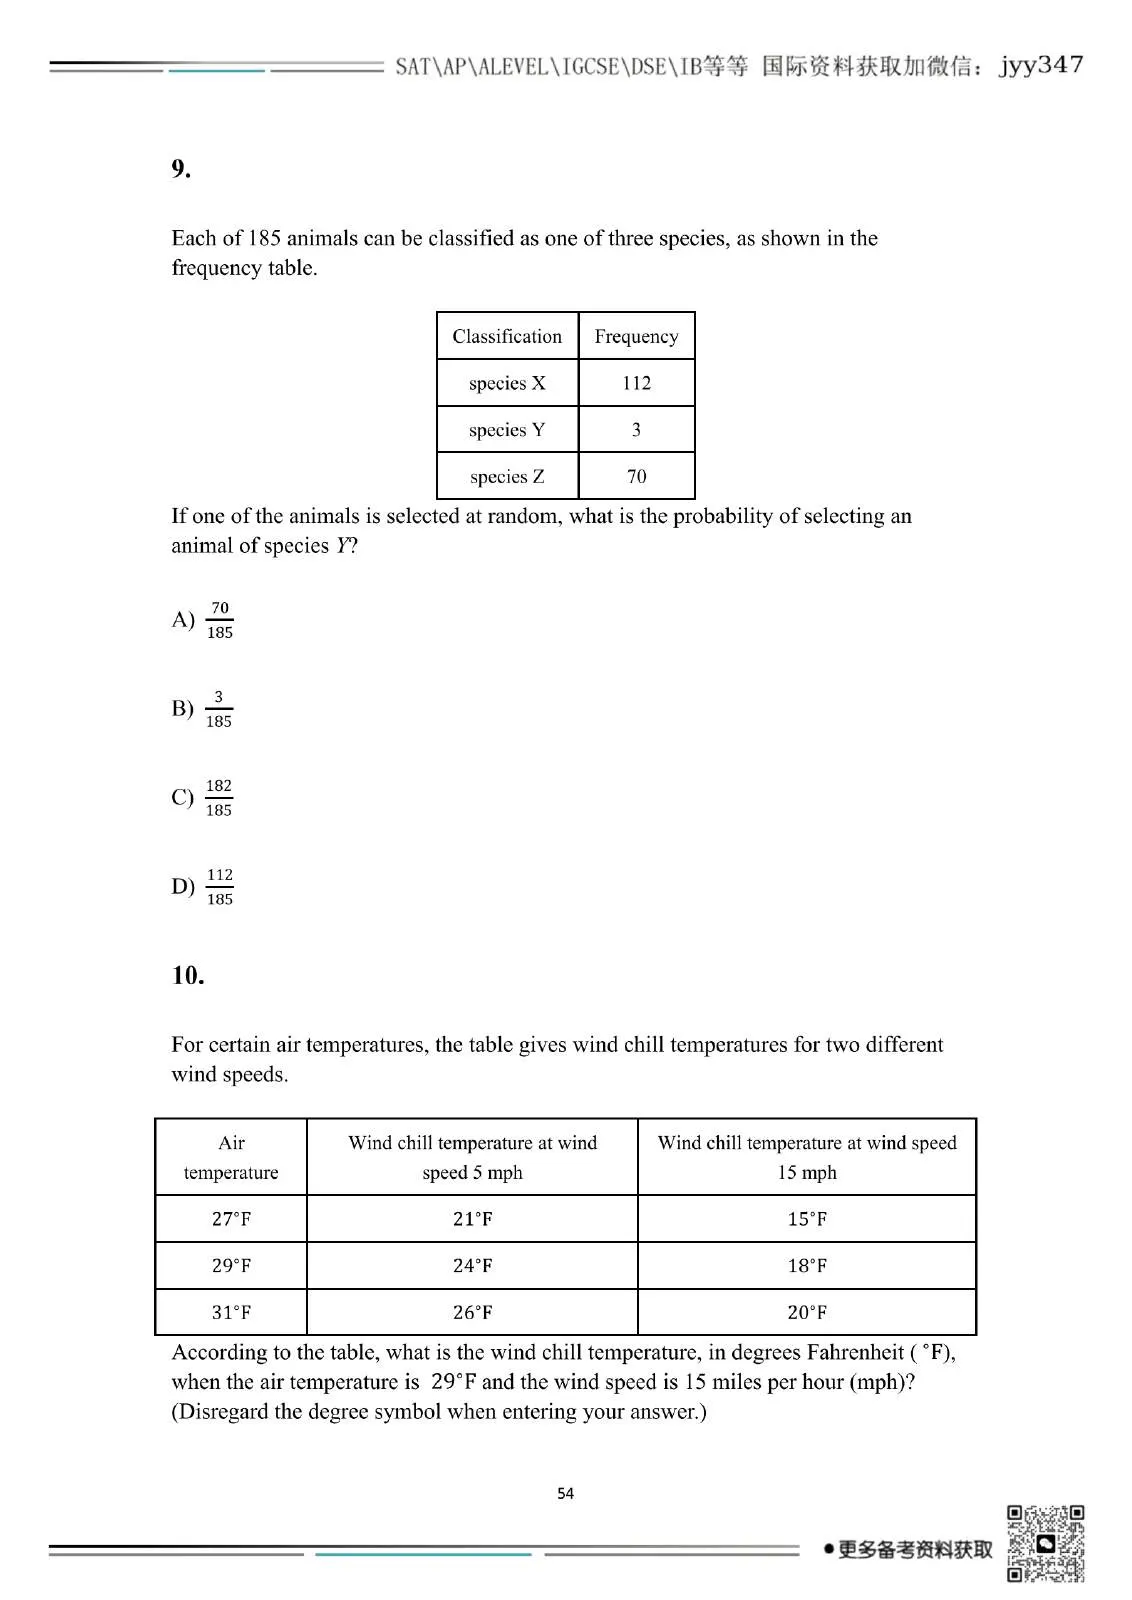 SAT\AP\ALEVEL\IGCSE\DSE\IB等等 国际资料获取加微信: jyy347
9.
Each of 185 animals can be classified as one of three species, as shown in the
frequency table.
Classification Frequency
species X 112
species Y 3
species Z 70
If one of the animals is selected at random, what is the probability of selecting an
animal of species Y?
A) 70/185
B) 3/185
C) 182/185
D) 112/185
10.
For certain air temperatures, the table gives wind chill temperatures for two different
wind speeds.
Air temperature Wind chill temperature at wind speed 5 mph Wind chill temperature at wind speed 15 mph
27°F 21°F 15°F
29°F 24°F 18°F
31°F 26°F 20°F
According to the table, what is the wind chill temperature, in degrees Fahrenheit ( °F),
when the air temperature is 29°F and the wind speed is 15 miles per hour (mph)?
(Disregard the degree symbol when entering your answer.)
54
●更多备考资料获取